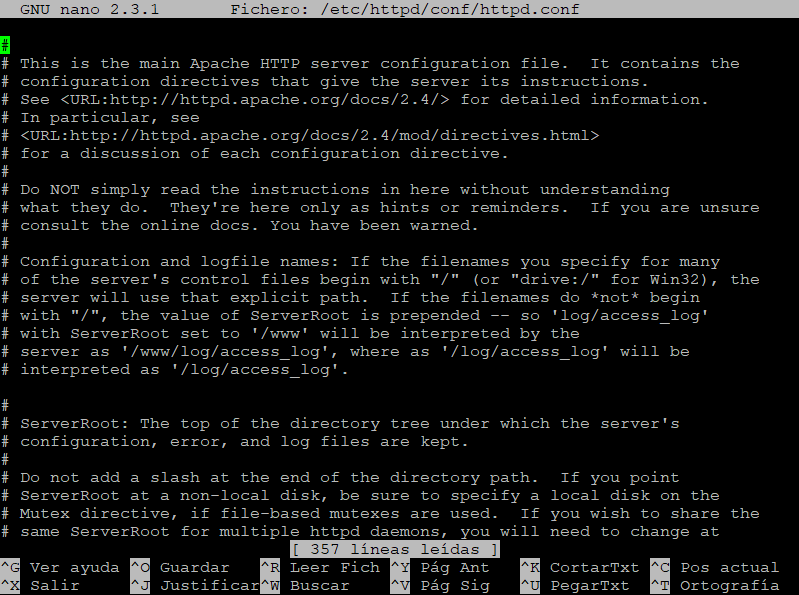 GNU nano 2.3.1 Fichero: /etc/httpd/conf/httpd.conf
#
# This is the main Apache HTTP server configuration file.  It contains the
# configuration directives that give the server its instructions.
# See <URL:http://httpd.apache.org/docs/2.4/> for detailed information.
# In particular, see
# <URL:http://httpd.apache.org/docs/2.4/mod/directives.html>
# for a discussion of each configuration directive.
#
# Do NOT simply read the instructions in here without understanding
# what they do.  They're here only as hints or reminders.  If you are unsure
# consult the online docs. You have been warned.
#
# Configuration and logfile names: If the filenames you specify for many
# of the server's control files begin with "/" (or "drive:/" for Win32), the
# server will use that explicit path.  If the filenames do *not* begin
# with "/", the value of ServerRoot is prepended -- so 'log/access_log'
# with ServerRoot set to '/www' will be interpreted by the
# server as '/www/log/access_log', where as '/log/access_log' will be
# interpreted as '/log/access_log'.
#
# ServerRoot: The top of the directory tree under which the server's
# configuration, error, and log files are kept.
#
# Do not add a slash at the end of the directory path.  If you point
# ServerRoot at a non-local disk, be sure to specify a local disk on the
# Mutex directive, if file-based mutexes are used.  If you wish to share the
# same ServerRoot for multiple httpd daemons, you will need to change at
[ 357 líneas leídas ]
^G Ver ayuda ^O Guardar ^R Leer Fich ^Y Pág Ant ^K CortarTxt ^C Pos actual
^X Salir ^J Justificar ^W Buscar ^V Pág Sig ^U PegarTxt ^T Ortografía